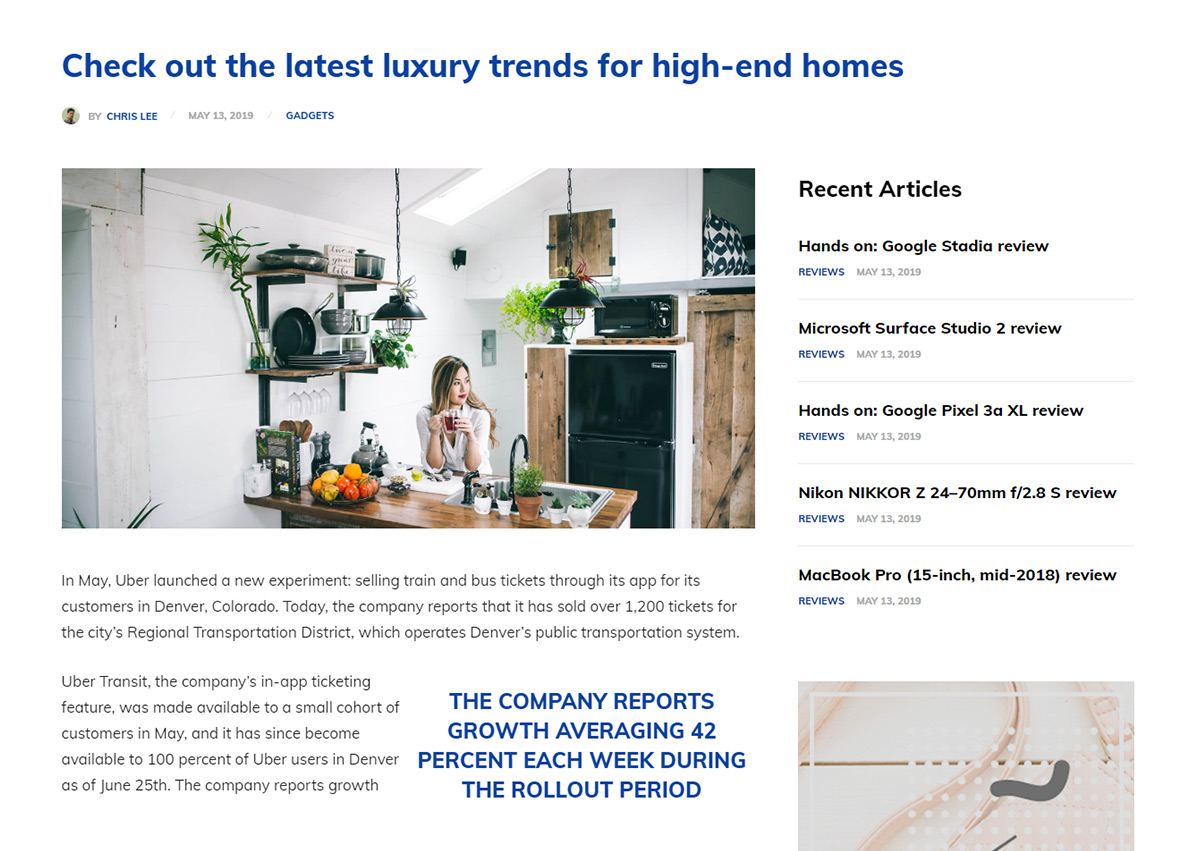 Check out the latest luxury trends for high-end homes
BY CHRIS LEE / MAY 13, 2019 / GADGETS
live a
great
life
In May, Uber launched a new experiment: selling train and bus tickets through its app for its
customers in Denver, Colorado. Today, the company reports that it has sold over 1,200 tickets for
the city’s Regional Transportation District, which operates Denver’s public transportation system.
Uber Transit, the company’s in-app ticketing
feature, was made available to a small cohort of
customers in May, and it has since become
available to 100 percent of Uber users in Denver
as of June 25th. The company reports growth
THE COMPANY REPORTS
GROWTH AVERAGING 42
PERCENT EACH WEEK DURING
THE ROLLOUT PERIOD
Recent Articles
Hands on: Google Stadia review
REVIEWS MAY 13, 2019
Microsoft Surface Studio 2 review
REVIEWS MAY 13, 2019
Hands on: Google Pixel 3a XL review
REVIEWS MAY 13, 2019
Nikon NIKKOR Z 24–70mm f/2.8 S review
REVIEWS MAY 13, 2019
MacBook Pro (15-inch, mid-2018) review
REVIEWS MAY 13, 2019